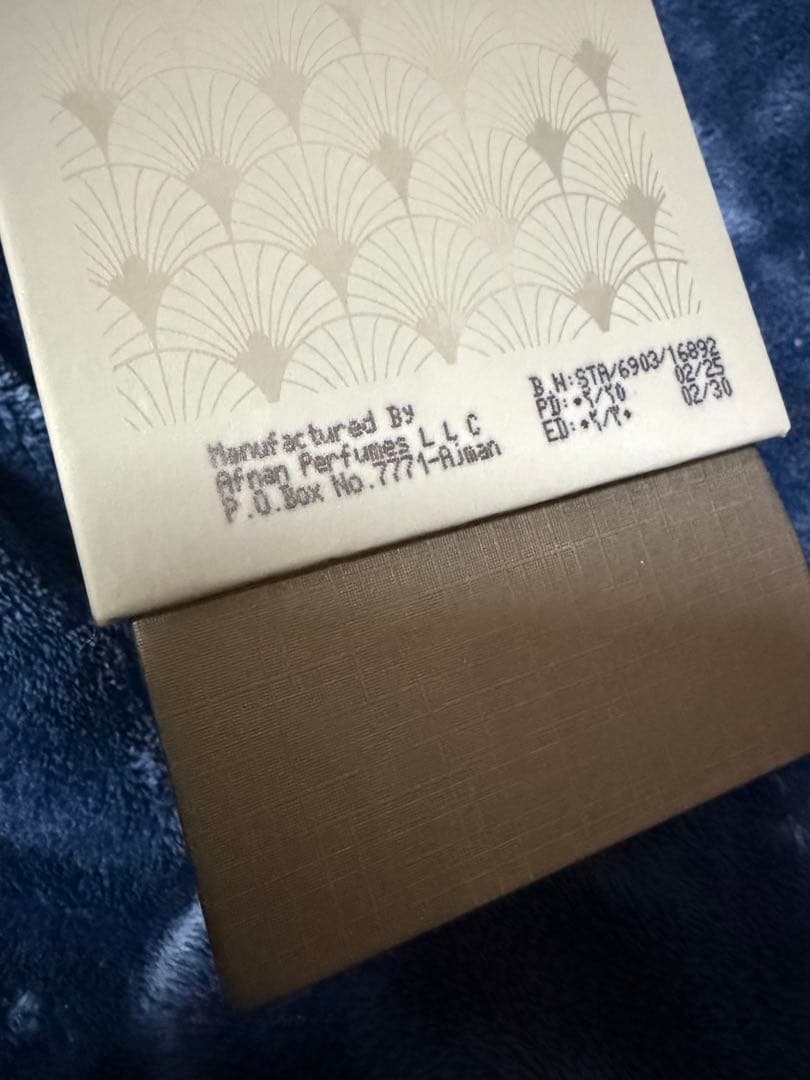 Manufactured By
Afnan Perfumes L L C
P.O.Box No.7771-Ajman
B.N:STA/6903/16892
PD:٠٢/٢٥ 02/25
ED:٠٢/٣٠ 02/30